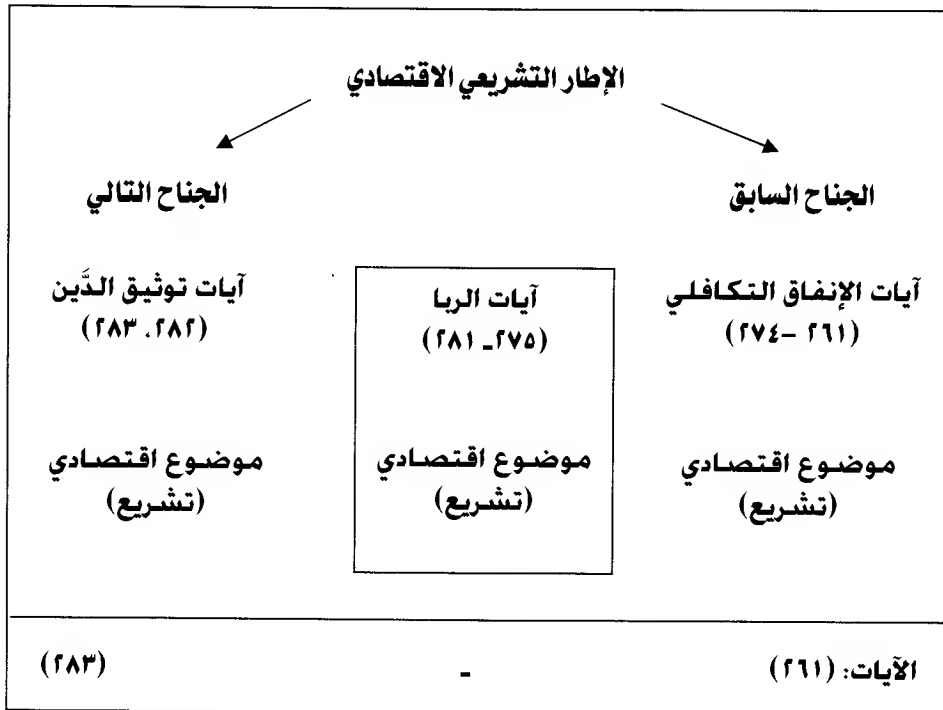 الإطار التشريعي الاقتصادي
الجناح السابق
الجناح التالي
آيات الإنفاق التكافلي
(٢٦١ – ٢٧٤)
آيات الربا
(٢٧٥ - ٢٨١)
آيات توثيق الدَّين
(٢٨٢، ٢٨٣)
موضوع اقتصادي
(تشريع)
موضوع اقتصادي
(تشريع)
موضوع اقتصادي
(تشريع)
الآيات: (٢٦١) - (٢٨٣)